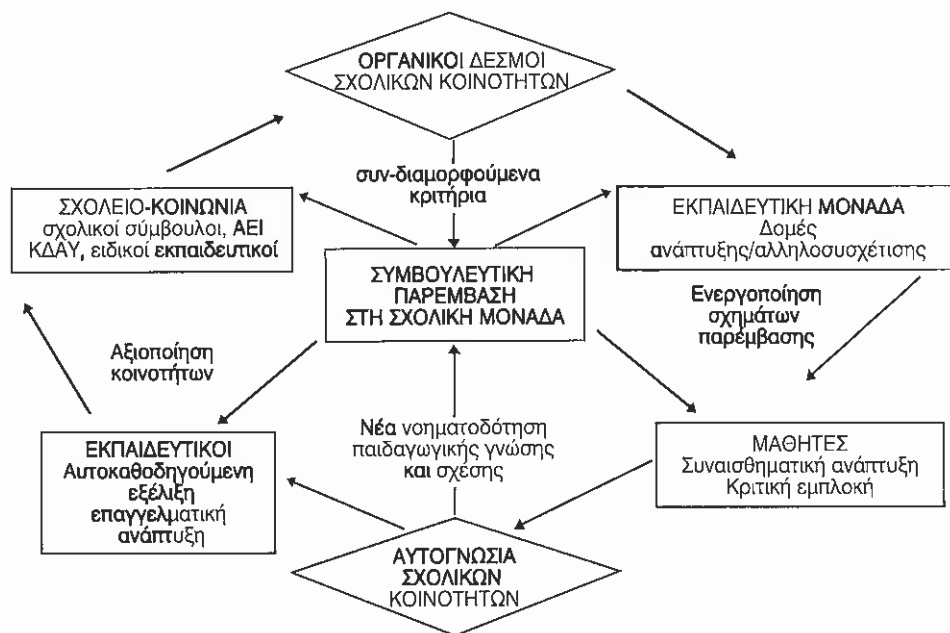 ΟΡΓΑΝΙΚΟΙ ΔΕΣΜΟΙ
ΣΧΟΛΙΚΩΝ ΚΟΙΝΟΤΗΤΩΝ
συν-διαμορφούμενα
κριτήρια
ΣΧΟΛΕΙΟ-ΚΟΙΝΩΝΙΑ
σχολικοί σύμβουλοι, ΑΕΙ
ΚΔΑΥ, ειδικοί εκπαιδευτικοί
ΕΚΠΑΙΔΕΥΤΙΚΗ ΜΟΝΑΔΑ
Δομές
ανάπτυξης/αλληλοσυσχέτισης
ΣΥΜΒΟΥΛΕΥΤΙΚΗ
ΠΑΡΕΜΒΑΣΗ
ΣΤΗ ΣΧΟΛΙΚΗ ΜΟΝΑΔΑ
Ενεργοποίηση
σχημάτων
παρέμβασης
Αξιοποίηση
κοινοτήτων
Νέα νοηματοδότηση
παιδαγωγικής γνώσης
και σχέσης
ΕΚΠΑΙΔΕΥΤΙΚΟΙ
Αυτοκαθοδηγούμενη
εξέλιξη
επαγγελματική
ανάπτυξη
ΜΑΘΗΤΕΣ
Συναισθηματική ανάπτυξη
Κριτική εμπλοκή
ΑΥΤΟΓΝΩΣΙΑ
ΣΧΟΛΙΚΩΝ
ΚΟΙΝΟΤΗΤΩΝ